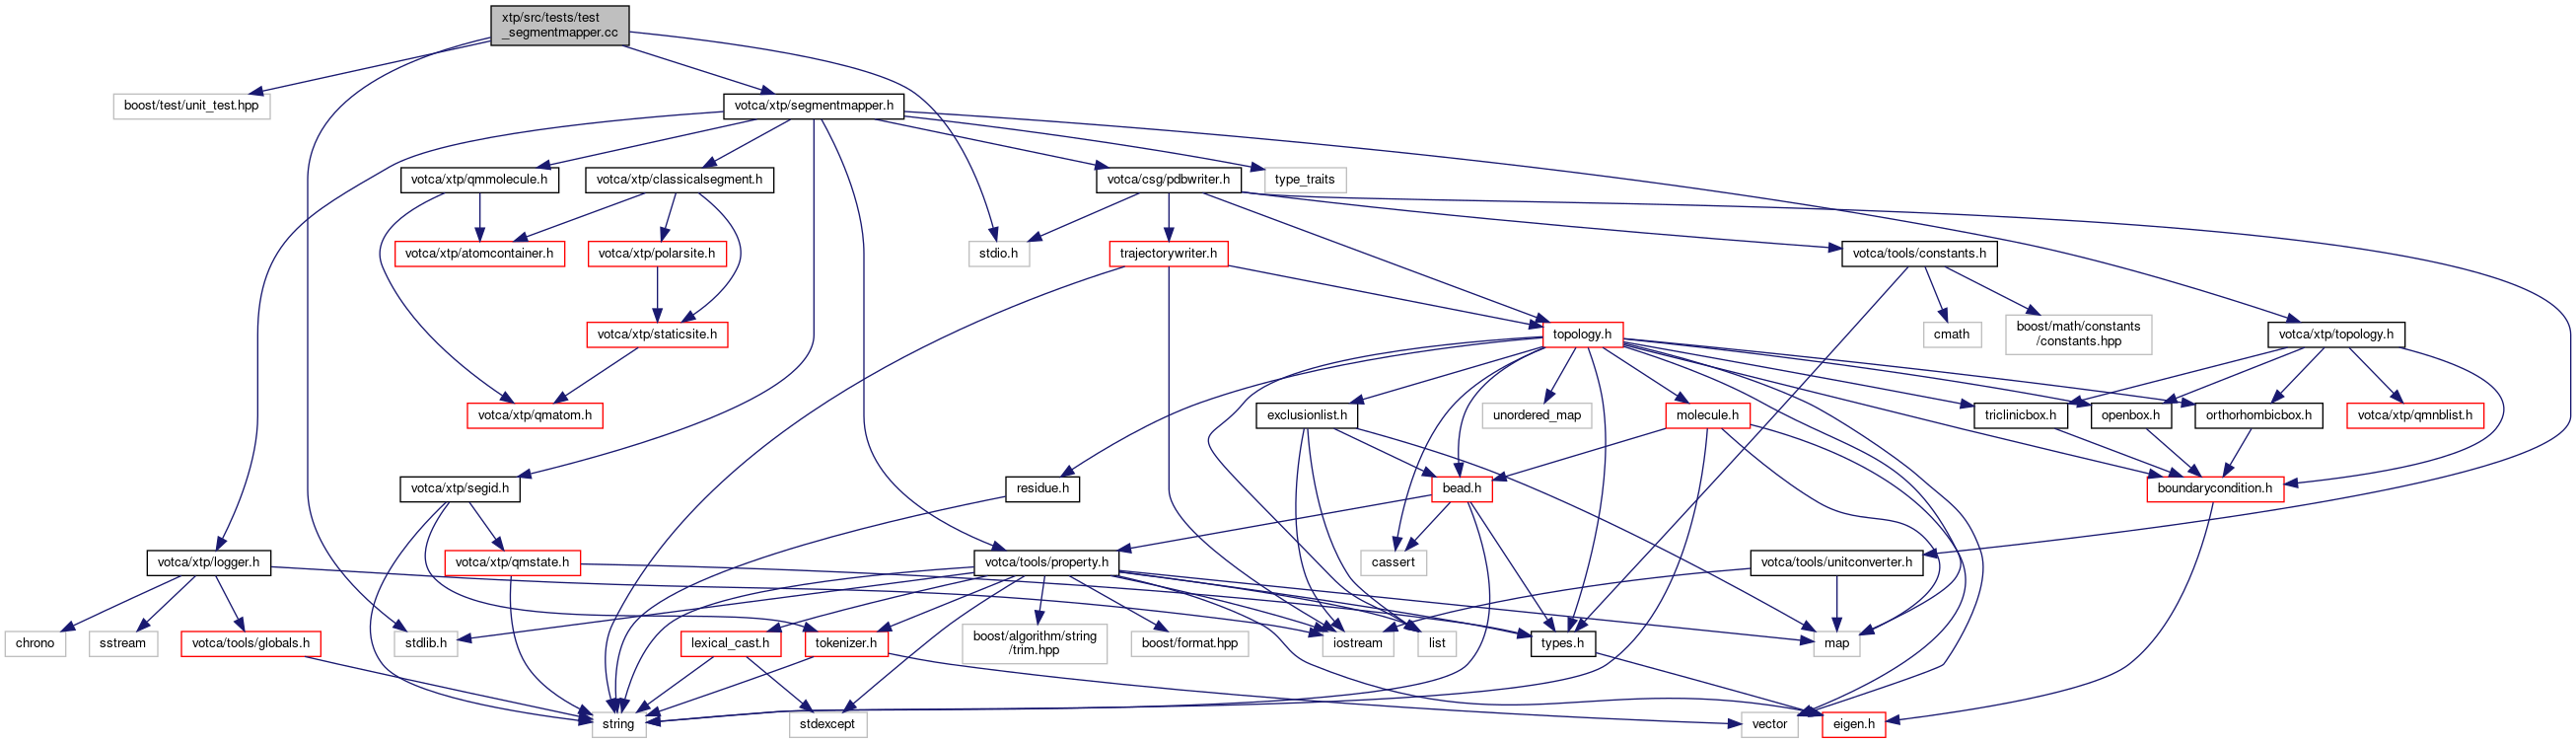 xtp/src/tests/test
_segmentmapper.cc
boost/test/unit_test.hpp
votca/xtp/segmentmapper.h
votca/xtp/qmmolecule.h
votca/xtp/classicalsegment.h
votca/csg/pdbwriter.h
type_traits
votca/xtp/atomcontainer.h
votca/xtp/polarsite.h
stdio.h
trajectorywriter.h
votca/tools/constants.h
votca/xtp/staticsite.h
topology.h
cmath
boost/math/constants
/constants.hpp
votca/xtp/topology.h
votca/xtp/qmatom.h
exclusionlist.h
unordered_map
molecule.h
triclinicbox.h
openbox.h
orthorhombicbox.h
votca/xtp/qmnblist.h
votca/xtp/segid.h
residue.h
bead.h
boundarycondition.h
votca/xtp/logger.h
votca/xtp/qmstate.h
votca/tools/property.h
cassert
votca/tools/unitconverter.h
chrono
sstream
votca/tools/globals.h
stdlib.h
lexical_cast.h
tokenizer.h
boost/algorithm/string
/trim.hpp
boost/format.hpp
iostream
list
types.h
map
string
stdexcept
vector
eigen.h